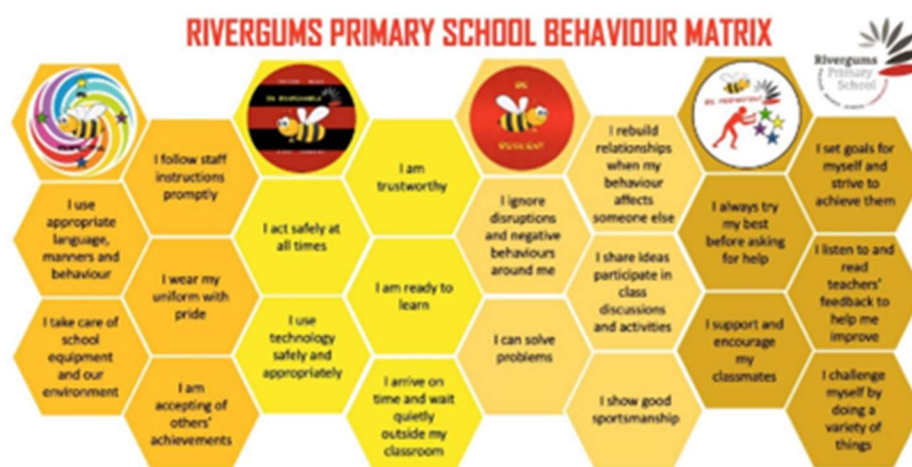 RIVERGUMS PRIMARY SCHOOL BEHAVIOUR MATRIX
Rivergums
Primary
School
I use
appropriate
language,
manners and
behaviour
I take care of
school
equipment
and our
environment
I follow staff
instructions
promptly
I wear my
uniform with
pride
I am
accepting of
others'
achievements
BE RESPONSIBLE
I act safely at
all times
I use
technology
safely and
appropriately
I am
trustworthy
I am ready to
learn
I arrive on
time and wait
quietly
outside my
classroom
BE
RESILIENT
I ignore
disruptions
and negative
behaviours
around me
I can solve
problems
I rebuild
relationships
when my
behaviour
affects
someone else
I share ideas
participate in
class
discussions
and activities
I show good
sportsmanship
BE PERSISTENT
I always try
my best
before asking
for help
I support and
encourage
my
classmates
I set goals for
myself and
strive to
achieve them
I listen to and
read
teachers'
feedback to
help me
improve
I challenge
myself by
doing a
variety of
things